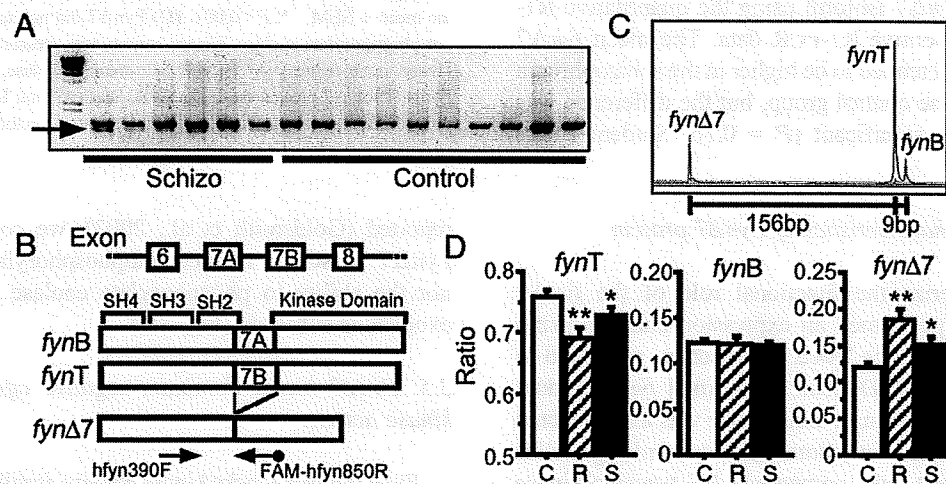 A
Schizo
Control
B
Exon
6
7A
7B
8
SH4
SH3
SH2
Kinase Domain
fynB
7A
fynT
7B
fynΔ7
hfyn390F
FAM-hfyn850R
C
fynT
fynΔ7
fynB
156bp
9bp
D
fynT
Ratio
0.8
0.7
0.6
0.5
**
*
C
R
S
fynB
0.20
0.15
0.10
0.05
0.00
C
R
S
fynΔ7
0.25
0.20
0.15
0.10
0.05
0.00
**
*
C
R
S